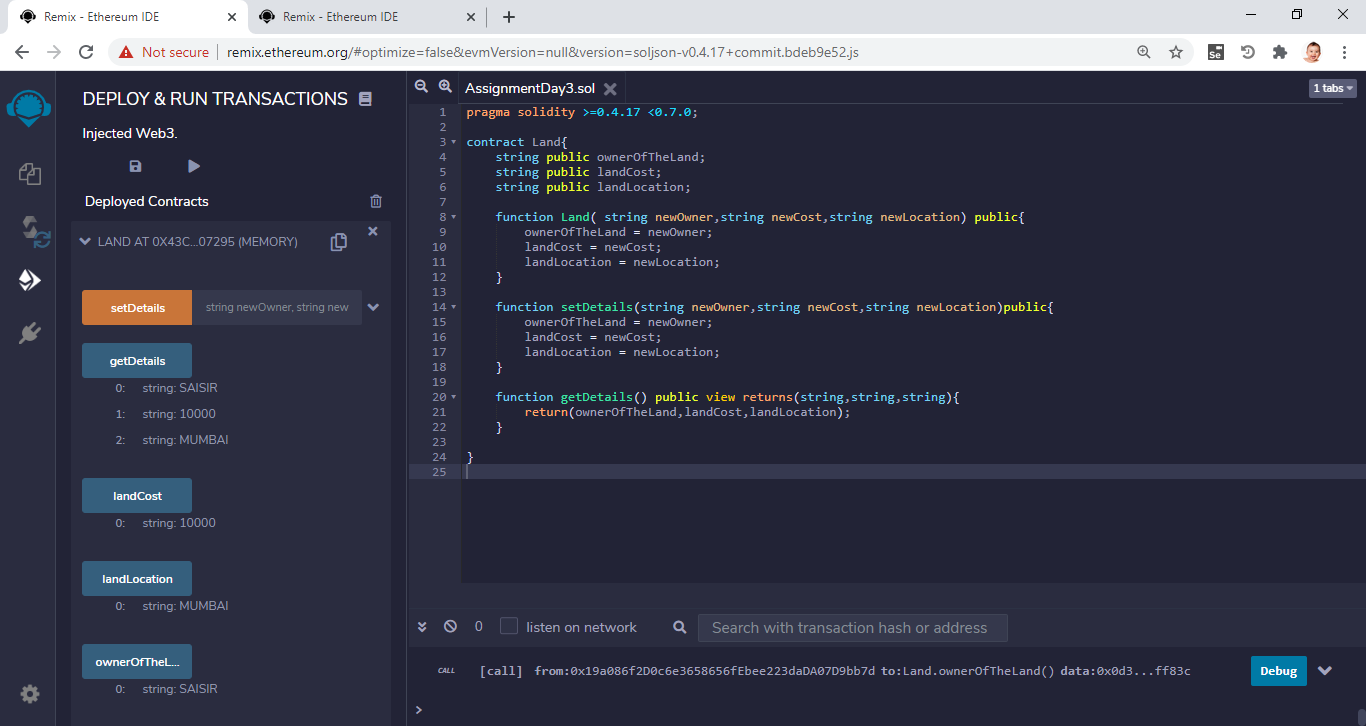 Remix - Ethereum IDE
Remix - Ethereum IDE
Not secure
remix.ethereum.org/#optimize=false&evmVersion=null&version=soljson-v0.4.17+commit.bdeb9e52.js
DEPLOY & RUN TRANSACTIONS
Injected Web3.
Deployed Contracts
LAND AT 0X43C...07295 (MEMORY)
setDetails
string newOwner, string new
getDetails
0: string: SAISIR
1: string: 10000
2: string: MUMBAI
landCost
0: string: 10000
landLocation
0: string: MUMBAI
ownerOfTheL...
0: string: SAISIR
AssignmentDay3.sol
1 tabs
1 pragma solidity >=0.4.17 <0.7.0;
2
3 contract Land{
4 string public ownerOfTheLand;
5 string public landCost;
6 string public landLocation;
7
8 function Land( string newOwner,string newCost,string newLocation) public{
9 ownerOfTheLand = newOwner;
10 landCost = newCost;
11 landLocation = newLocation;
12 }
13
14 function setDetails(string newOwner,string newCost,string newLocation)public{
15 ownerOfTheLand = newOwner;
16 landCost = newCost;
17 landLocation = newLocation;
18 }
19
20 function getDetails() public view returns(string,string,string){
21 return(ownerOfTheLand,landCost,landLocation);
22 }
23
24 }
25
0
listen on network
Search with transaction hash or address
CALL
[call] from:0x19a086f2D0c6e3658656fEbee223daDA07D9bb7d to:Land.ownerOfTheLand() data:0x0d3...ff83c
Debug
>
Se